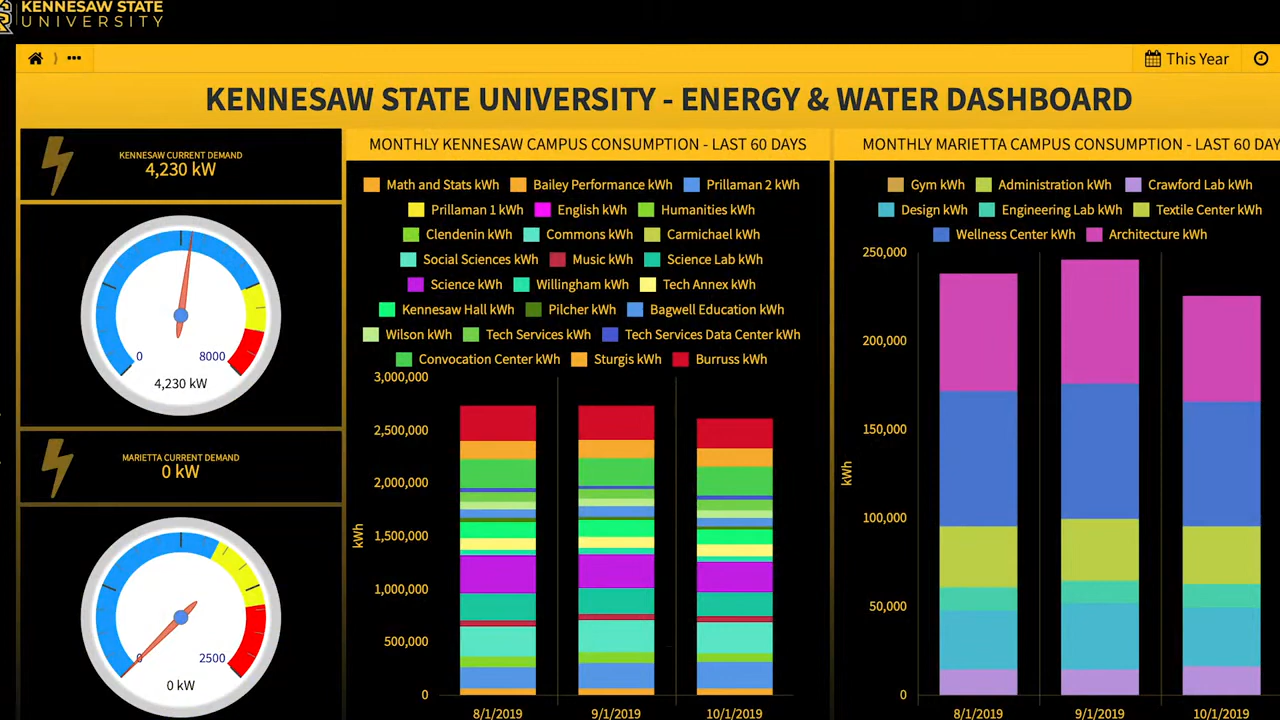 KENNESAW STATE
UNIVERSITY
This Year
KENNESAW STATE UNIVERSITY - ENERGY & WATER DASHBOARD
KENNESAW CURRENT DEMAND
4,230 kW
0 8000
4,230 kW
MARIETTA CURRENT DEMAND
0 kW
0 2500
0 kW
MONTHLY KENNESAW CAMPUS CONSUMPTION - LAST 60 DAYS
Math and Stats kWh Bailey Performance kWh Prillaman 2 kWh
Prillaman 1 kWh English kWh Humanities kWh
Clendenin kWh Commons kWh Carmichael kWh
Social Sciences kWh Music kWh Science Lab kWh
Science kWh Willingham kWh Tech Annex kWh
Kennesaw Hall kWh Pilcher kWh Bagwell Education kWh
Wilson kWh Tech Services kWh Tech Services Data Center kWh
Convocation Center kWh Sturgis kWh Burruss kWh
3,000,000
2,500,000
2,000,000
1,500,000
1,000,000
500,000
0
kWh
8/1/2019 9/1/2019 10/1/2019
MONTHLY MARIETTA CAMPUS CONSUMPTION - LAST 60 DAY
Gym kWh Administration kWh Crawford Lab kWh
Design kWh Engineering Lab kWh Textile Center kWh
Wellness Center kWh Architecture kWh
250,000
200,000
150,000
100,000
50,000
0
kWh
8/1/2019 9/1/2019 10/1/2019